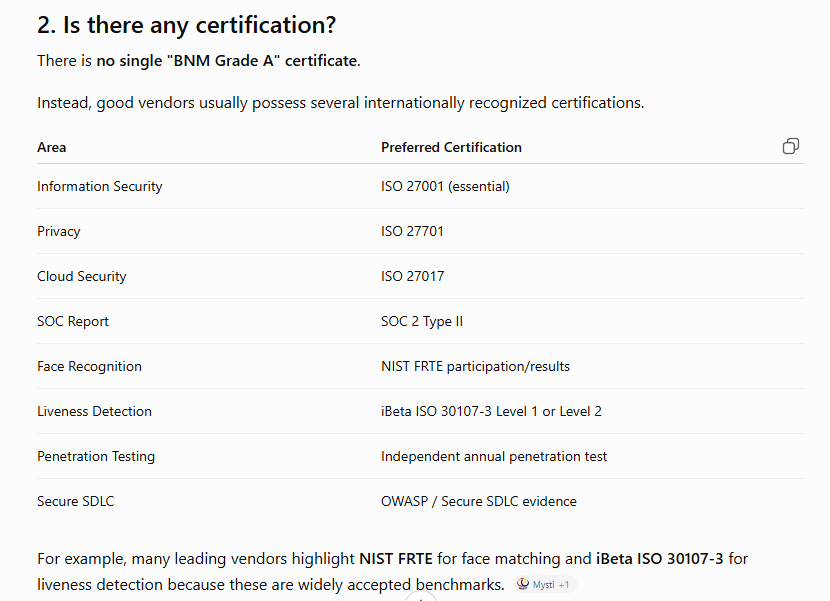 2. Is there any certification?
There is no single "BNM Grade A" certificate.
Instead, good vendors usually possess several internationally recognized certifications.
Area Preferred Certification
Information Security ISO 27001 (essential)
Privacy ISO 27701
Cloud Security ISO 27017
SOC Report SOC 2 Type II
Face Recognition NIST FRTE participation/results
Liveness Detection iBeta ISO 30107-3 Level 1 or Level 2
Penetration Testing Independent annual penetration test
Secure SDLC OWASP / Secure SDLC evidence
For example, many leading vendors highlight NIST FRTE for face matching and iBeta ISO 30107-3 for
liveness detection because these are widely accepted benchmarks. Mysti +1